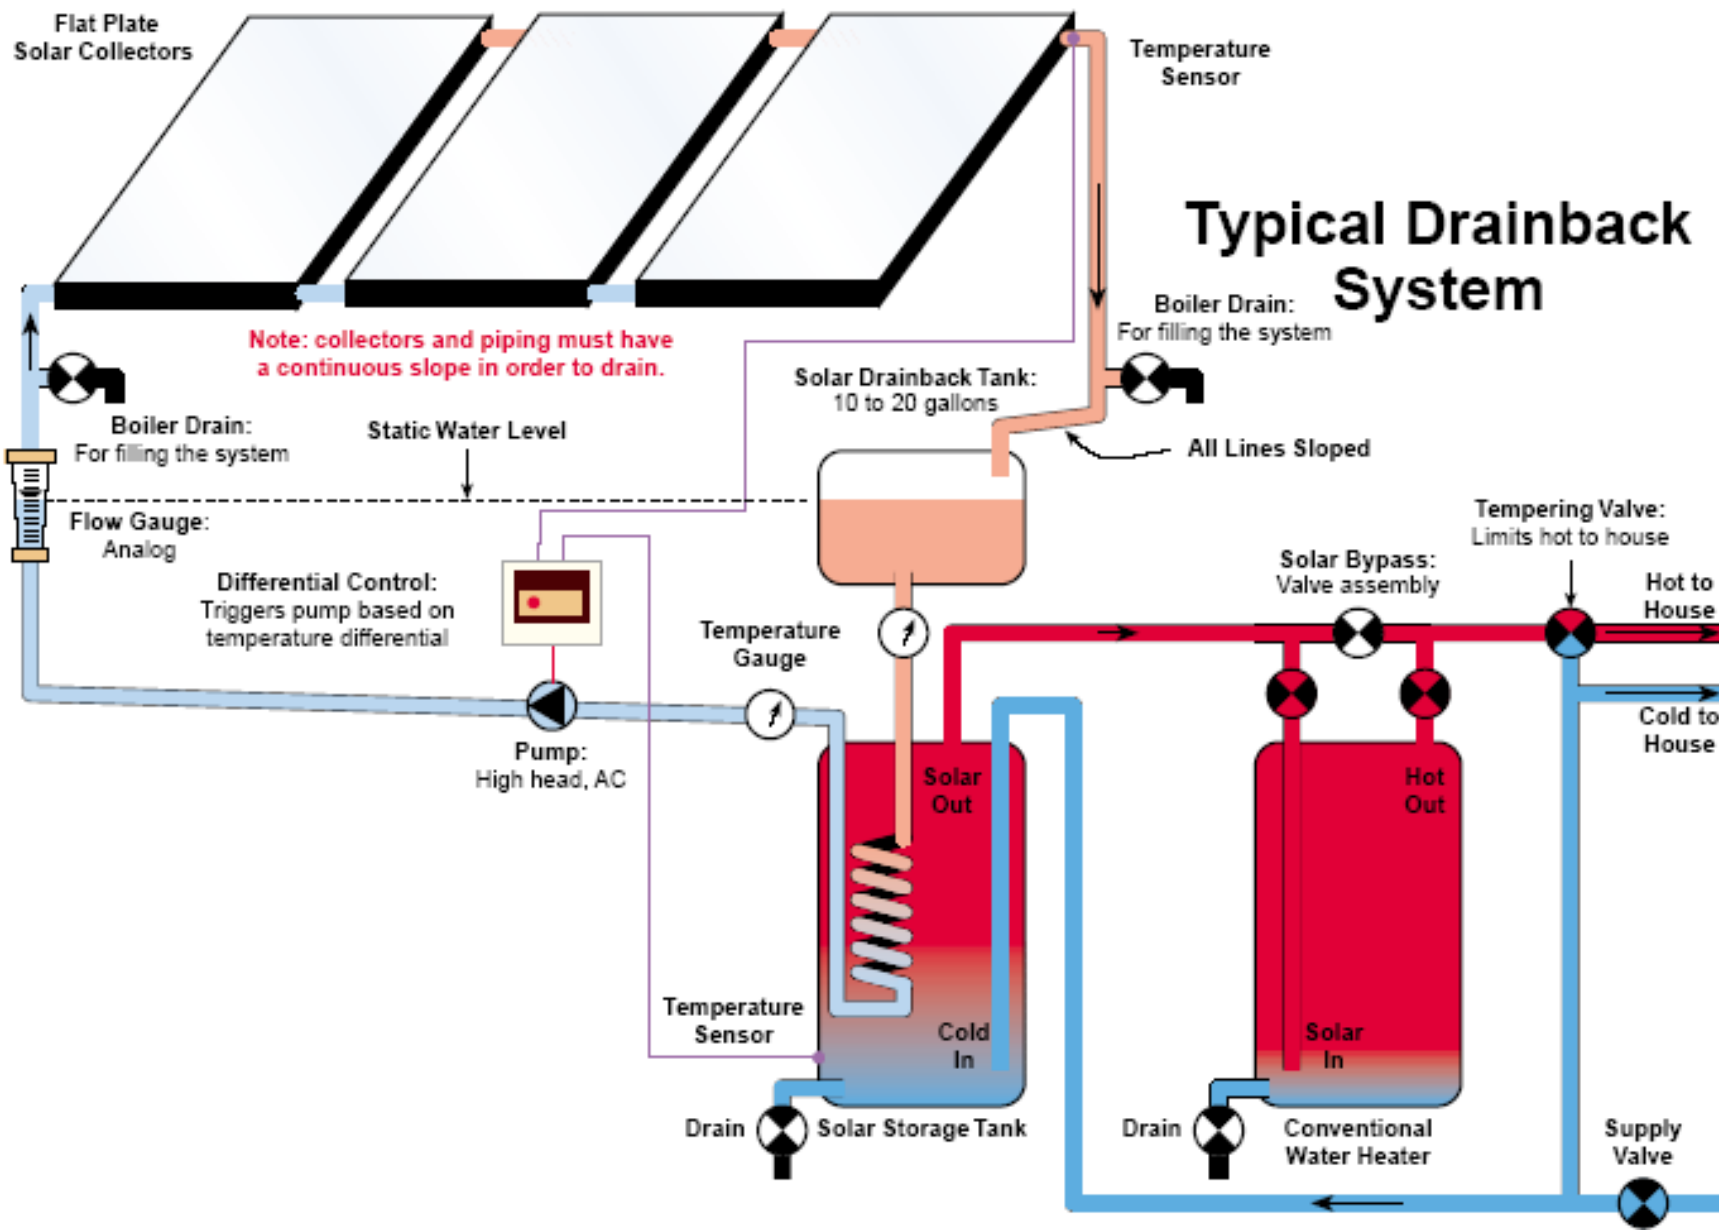 Flat Plate
Solar Collectors
Temperature
Sensor
Typical Drainback
System
Note: collectors and piping must have
a continuous slope in order to drain.
Boiler Drain:
For filling the system
Solar Drainback Tank:
10 to 20 gallons
Boiler Drain:
For filling the system
Static Water Level
All Lines Sloped
Flow Gauge:
Analog
Tempering Valve:
Limits hot to house
Solar Bypass:
Valve assembly
Differential Control:
Triggers pump based on
temperature differential
Hot to
House
Temperature
Gauge
Cold to
House
Pump:
High head, AC
Solar
Out
Hot
Out
Temperature
Sensor
Cold
In
Solar
In
Drain
Solar Storage Tank
Drain
Conventional
Water Heater
Supply
Valve